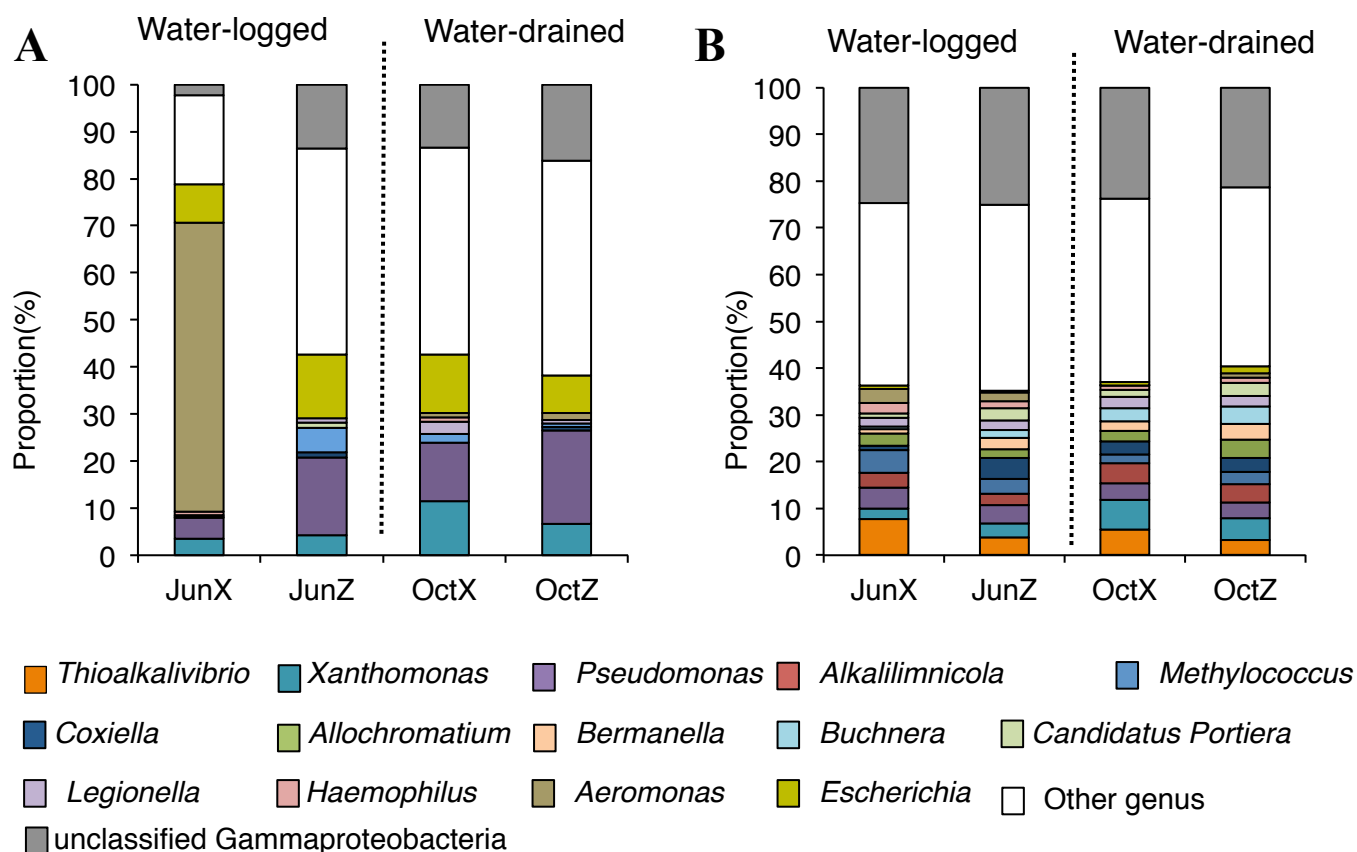 A
Water-logged
Water-drained
100
90
80
70
60
50
40
30
20
10
0
Proportion(%)
JunX
JunZ
OctX
OctZ
B
Water-logged
Water-drained
100
90
80
70
60
50
40
30
20
10
0
Proportion(%)
JunX
JunZ
OctX
OctZ
Thioalkalivibrio Xanthomonas Pseudomonas Alkalilimnicola Methylococcus
Coxiella Allochromatium Bermanella Buchnera Candidatus Portiera
Legionella Haemophilus Aeromonas Escherichia Other genus
unclassified Gammaproteobacteria